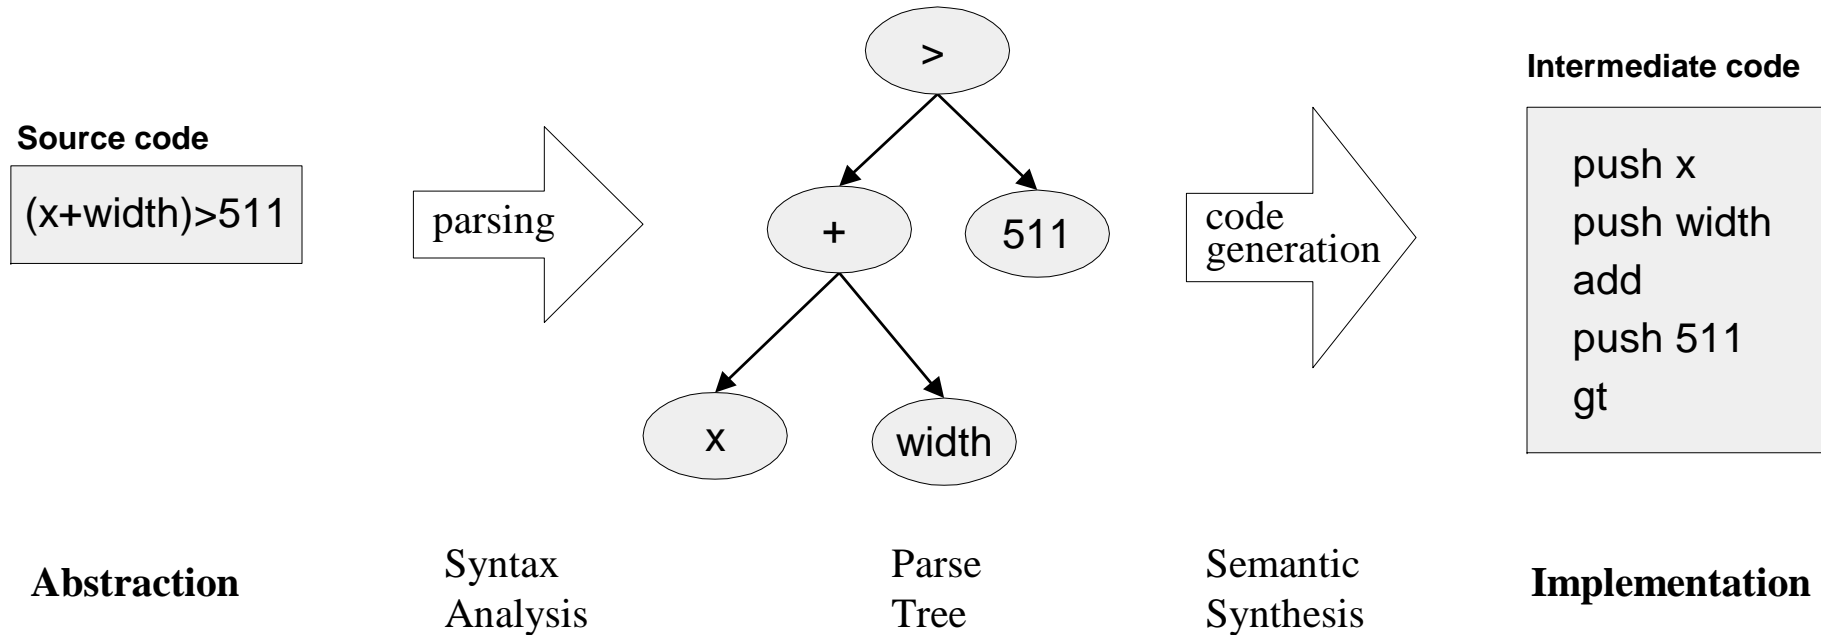 Source code
(x+width)>511
parsing
>
+
511
x
width
code
generation
Intermediate code
push x
push width
add
push 511
gt
Abstraction
Syntax
Analysis
Parse
Tree
Semantic
Synthesis
Implementation